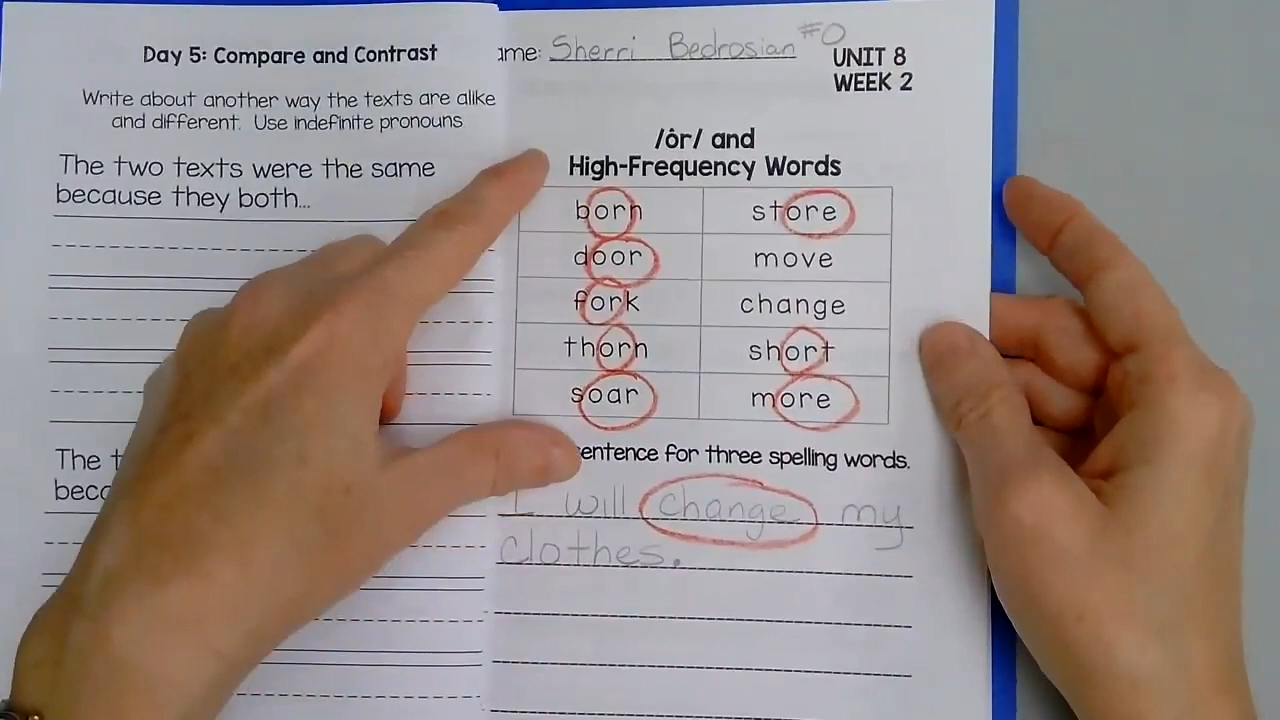 Day 5: Compare and Contrast
Write about another way the texts are alike
and different. Use indefinite pronouns
The two texts were the same
because they both...
The
Sherri Bedrosian #0
UNIT 8
WEEK 2
/ôr/ and
High-Frequency Words
born store
door move
fork change
thorn short
soar more
sentence for three spelling words.
I will change my
clothes.